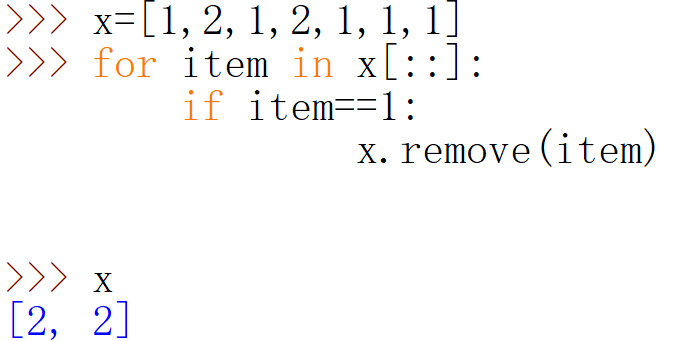 >>> x=[1,2,1,2,1,1,1]
>>> for item in x[::]:
        if item==1:
                x.remove(item)
>>> x
[2, 2]